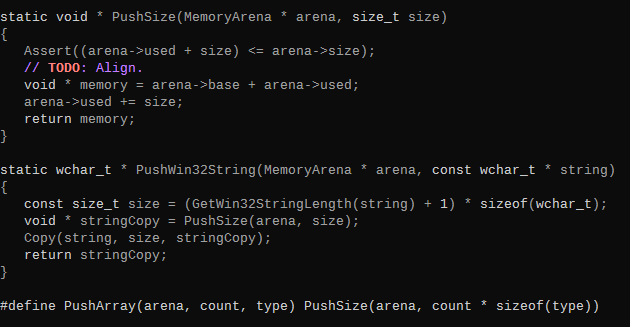 static void * PushSize(MemoryArena * arena, size_t size)
{
   Assert((arena->used + size) <= arena->size);
   // TODO: Align.
   void * memory = arena->base + arena->used;
   arena->used += size;
   return memory;
}

static wchar_t * PushWin32String(MemoryArena * arena, const wchar_t * string)
{
   const size_t size = (GetWin32StringLength(string) + 1) * sizeof(wchar_t);
   void * stringCopy = PushSize(arena, size);
   Copy(string, size, stringCopy);
   return stringCopy;
}

#define PushArray(arena, count, type) PushSize(arena, count * sizeof(type))